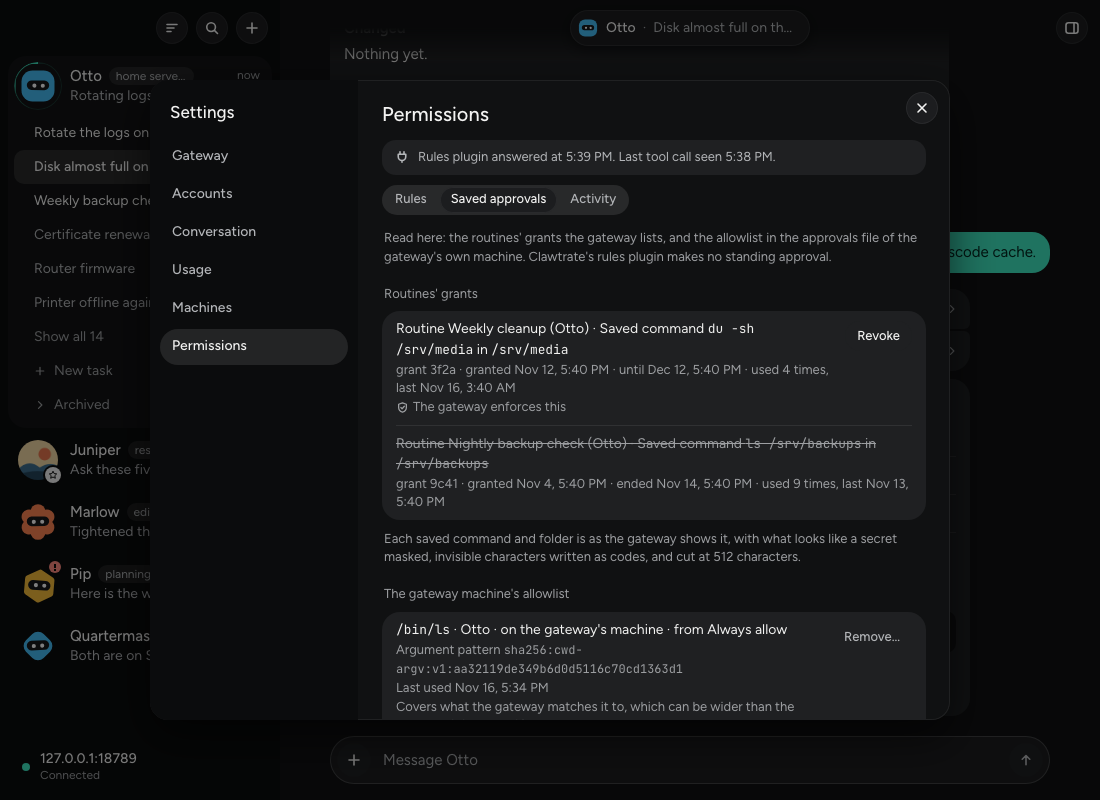 Otto · Disk almost full on th…
Nothing yet.
Otto home serve… now
Rotating logs
Rotate the logs on
Disk almost full on
Weekly backup che
Certificate renewa
Router firmware
Printer offline again
Show all 14
New task
Archived
Juniper res
Ask these fiv
Marlow edi
Tightened th
Pip planning
Here is the w
Quartermas
Both are on S
127.0.0.1:18789
Connected
Settings
Gateway
Accounts
Conversation
Usage
Machines
Permissions
Permissions
Rules plugin answered at 5:39 PM. Last tool call seen 5:38 PM.
Rules Saved approvals Activity
Read here: the routines' grants the gateway lists, and the allowlist in the approvals file of the
gateway's own machine. Clawtrate's rules plugin makes no standing approval.
Routines' grants
Routine Weekly cleanup (Otto) · Saved command du -sh
/srv/media in /srv/media
Revoke
grant 3f2a · granted Nov 12, 5:40 PM · until Dec 12, 5:40 PM · used 4 times,
last Nov 16, 3:40 AM
The gateway enforces this
Routine Nightly backup check (Otto) · Saved command ls /srv/backups in
/srv/backups
grant 9c41 · granted Nov 4, 5:40 PM · ended Nov 14, 5:40 PM · used 9 times, last Nov 13,
5:40 PM
Each saved command and folder is as the gateway shows it, with what looks like a secret
masked, invisible characters written as codes, and cut at 512 characters.
The gateway machine's allowlist
/bin/ls · Otto · on the gateway's machine · from Always allow
Remove…
Argument pattern sha256:cwd-
argv:v1:aa32119de349b6d0d5116c70cd1363d1
Last used Nov 16, 5:34 PM
Covers what the gateway matches it to, which can be wider than the
scode cache.
Message Otto